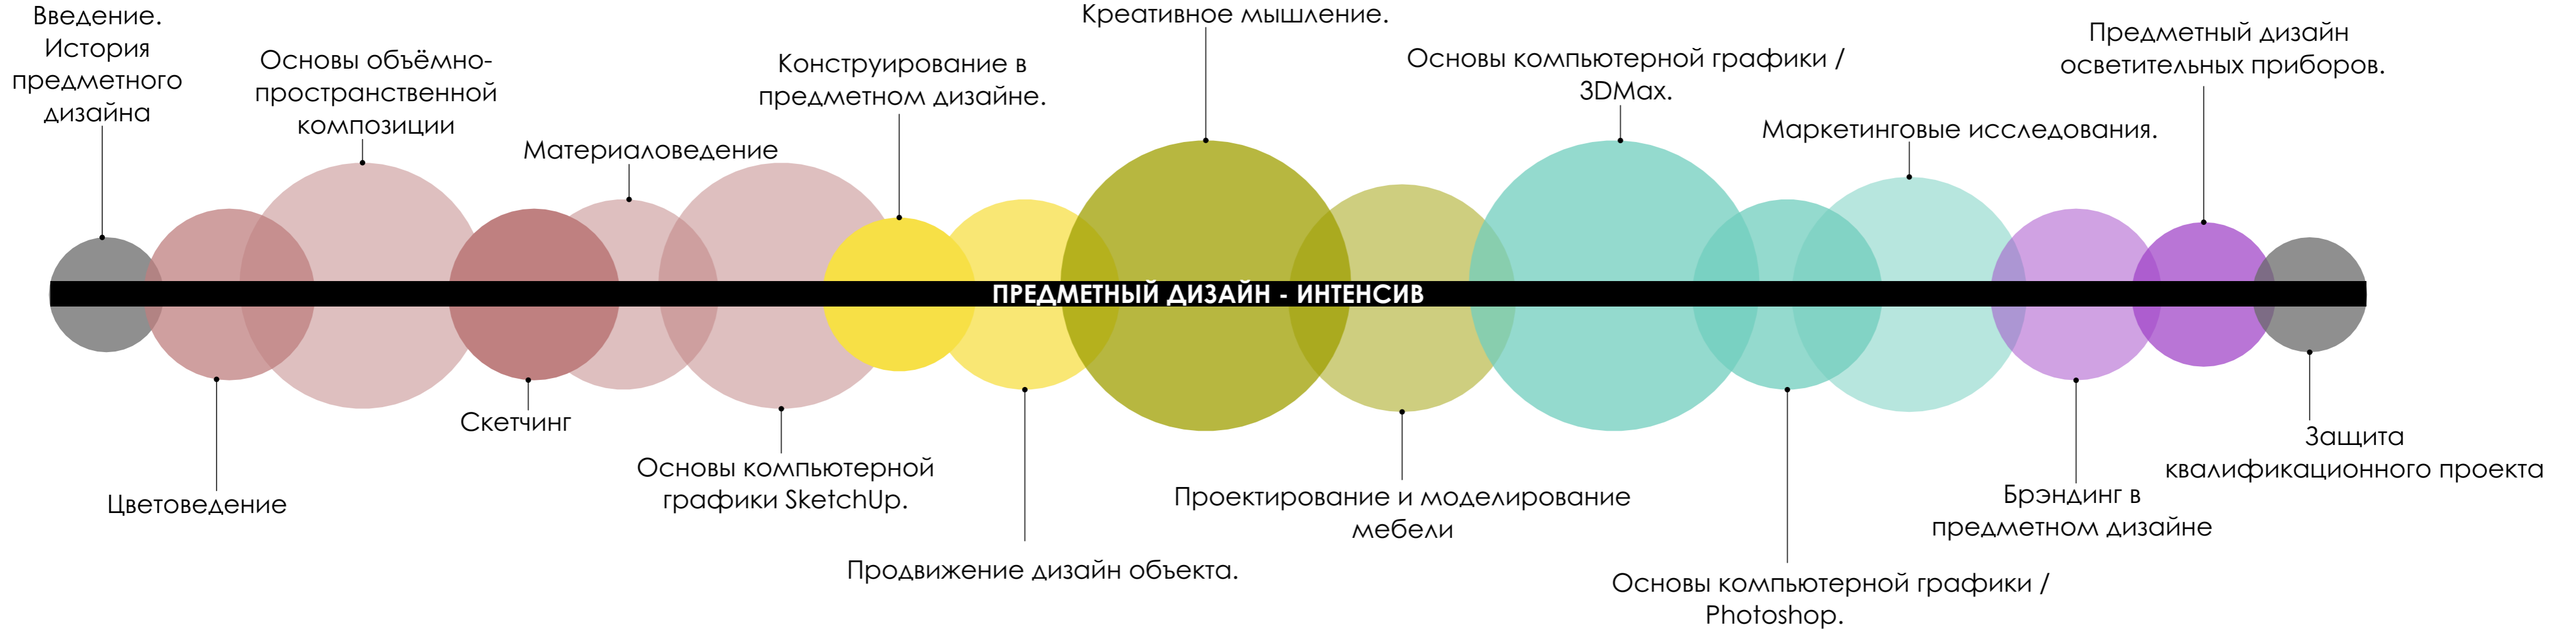 Введение.
История
предметного
дизайна
Основы объёмно-
пространственной
композиции
Материаловедение
Конструирование в
предметном дизайне.
Креативное мышление.
Основы компьютерной графики /
3DMax.
Маркетинговые исследования.
Предметный дизайн
осветительных приборов.
ПРЕДМЕТНЫЙ ДИЗАЙН - ИНТЕНСИВ
Цветоведение
Скетчинг
Основы компьютерной
графики SketchUp.
Продвижение дизайн объекта.
Проектирование и моделирование
мебели
Основы компьютерной графики /
Photoshop.
Брэндинг в
предметном дизайне
Защита
квалификационного проекта